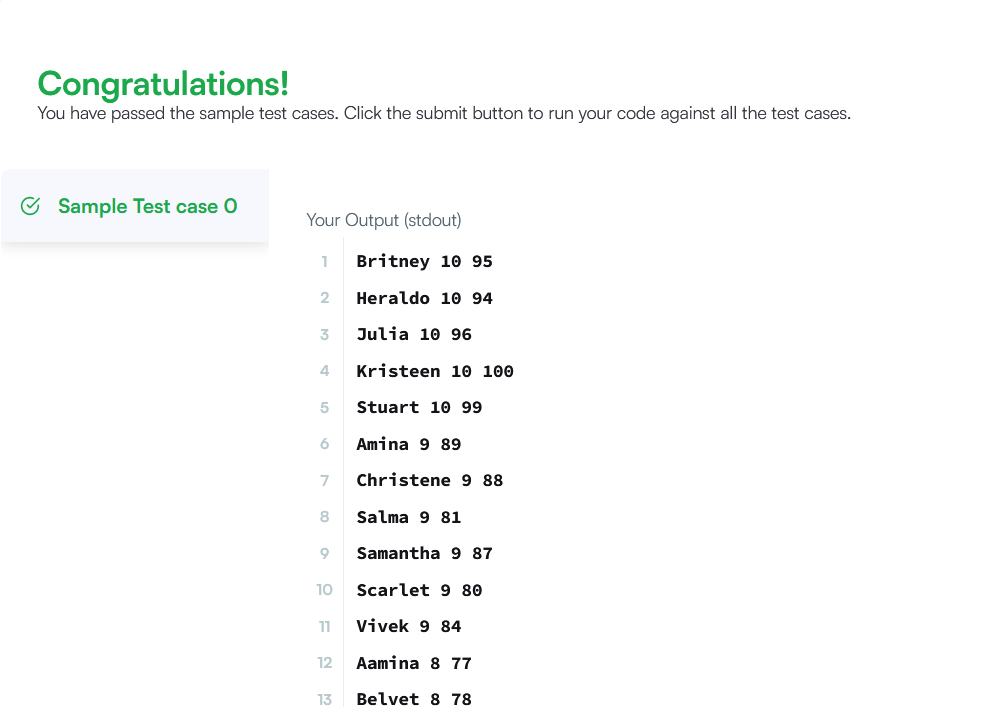 Congratulations!
You have passed the sample test cases. Click the submit button to run your code against all the test cases.
Sample Test case 0
Your Output (stdout)
1 Britney 10 95
2 Heraldo 10 94
3 Julia 10 96
4 Kristeen 10 100
5 Stuart 10 99
6 Amina 9 89
7 Christene 9 88
8 Salma 9 81
9 Samantha 9 87
10 Scarlet 9 80
11 Vivek 9 84
12 Aamina 8 77
13 Belvet 8 78